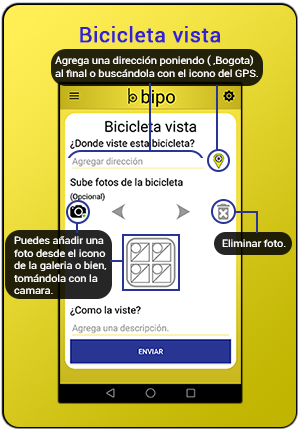 Bicicleta vista
Agrega una dirección poniendo ( ,Bogota)
al final o buscándola con el icono del GPS.
bipo
Bicicleta vista
¿Donde viste esta bicicleta?
Agregar dirección
Sube fotos de la bicicleta
(Opcional)
Puedes añadir una
foto desde el icono
de la galeria o bien,
tomándola con la
camara.
Eliminar foto.
¿Como la viste?
Agrega una descripción.
ENVIAR